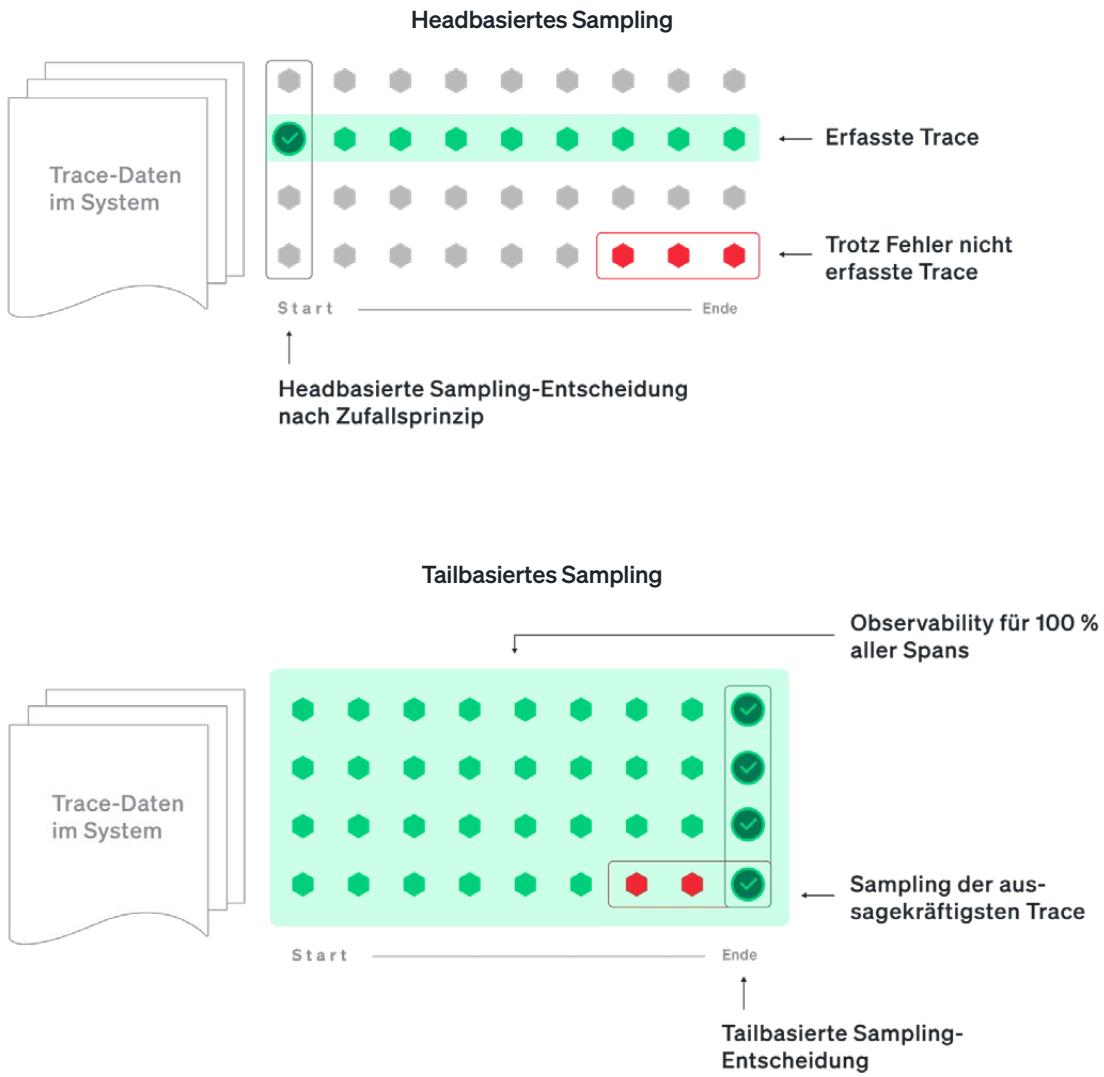 Headbasiertes Sampling
Trace-Daten
im System
Erfasste Trace
Trotz Fehler nicht
erfasste Trace
Start
Ende
Headbasierte Sampling-Entscheidung
nach Zufallsprinzip
Tailbasiertes Sampling
Observability für 100 %
aller Spans
Trace-Daten
im System
Sampling der aus-
sagekräftigsten Trace
Start
Ende
Tailbasierte Sampling-
Entscheidung